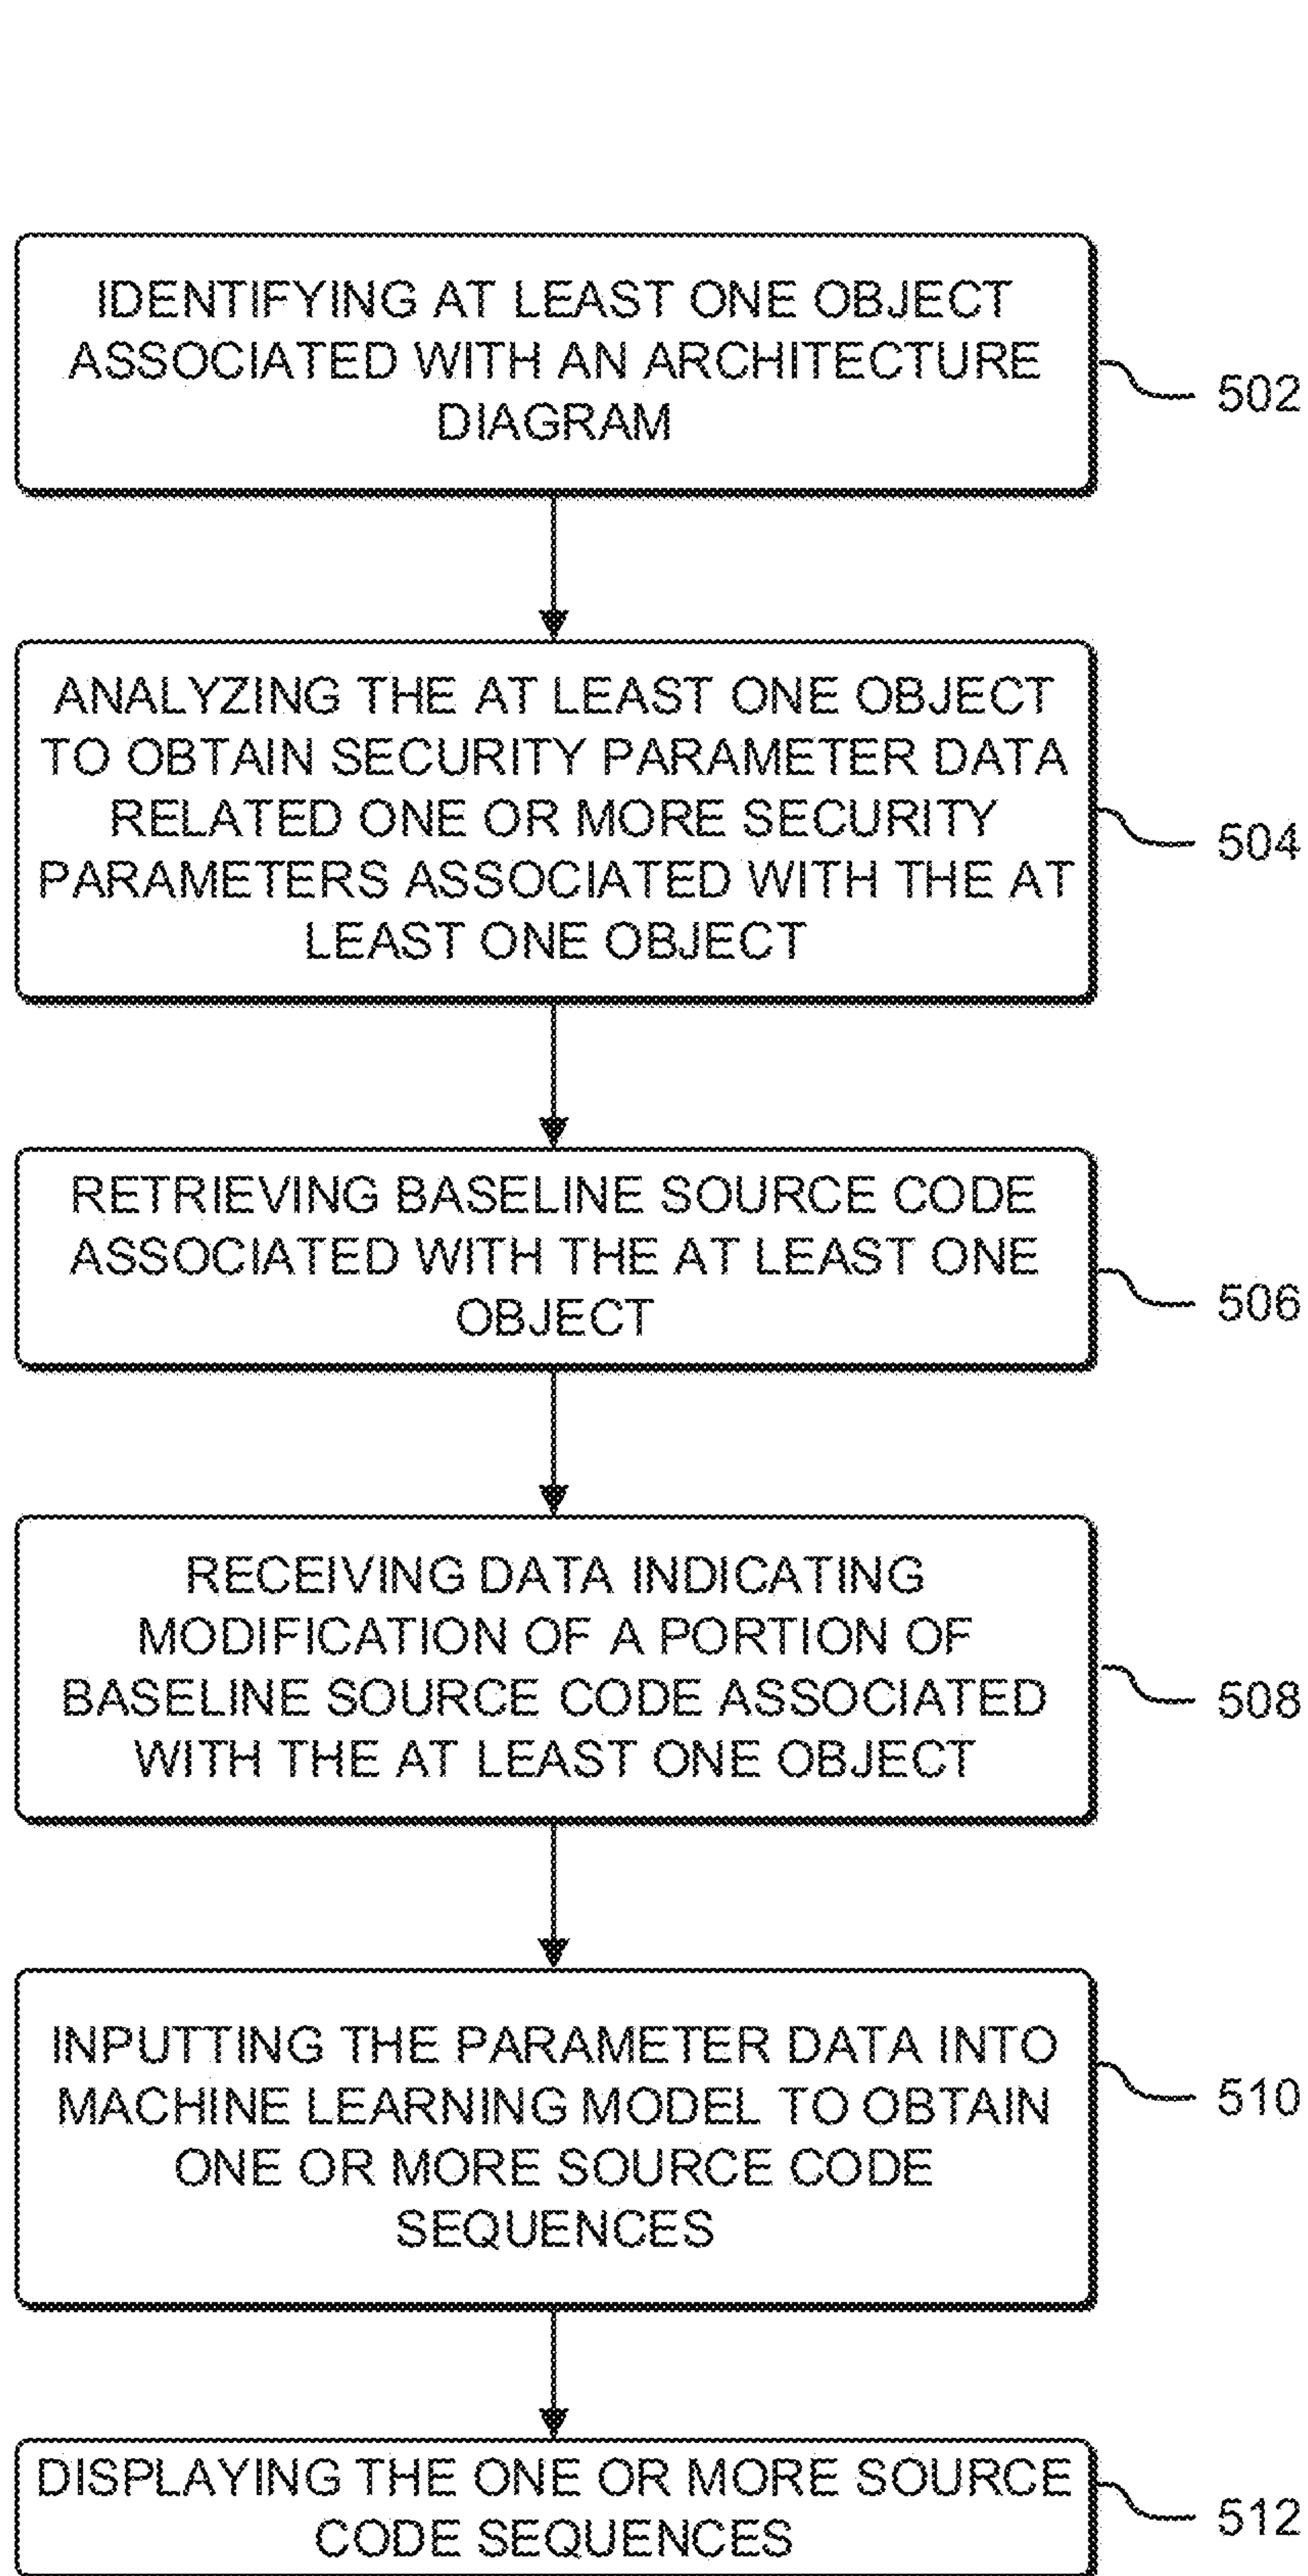 IDENTIFYING AT LEAST ONE OBJECT
ASSOCIATED WITH AN ARCHITECTURE
DIAGRAM
502
ANALYZING THE AT LEAST ONE OBJECT
TO OBTAIN SECURITY PARAMETER DATA
RELATED ONE OR MORE SECURITY
PARAMETERS ASSOCIATED WITH THE AT
LEAST ONE OBJECT
504
RETRIEVING BASELINE SOURCE CODE
ASSOCIATED WITH THE AT LEAST ONE
OBJECT
506
RECEIVING DATA INDICATING
MODIFICATION OF A PORTION OF
BASELINE SOURCE CODE ASSOCIATED
WITH THE AT LEAST ONE OBJECT
508
INPUTTING THE PARAMETER DATA INTO
MACHINE LEARNING MODEL TO OBTAIN
ONE OR MORE SOURCE CODE
SEQUENCES
510
DISPLAYING THE ONE OR MORE SOURCE
CODE SEQUENCES
512